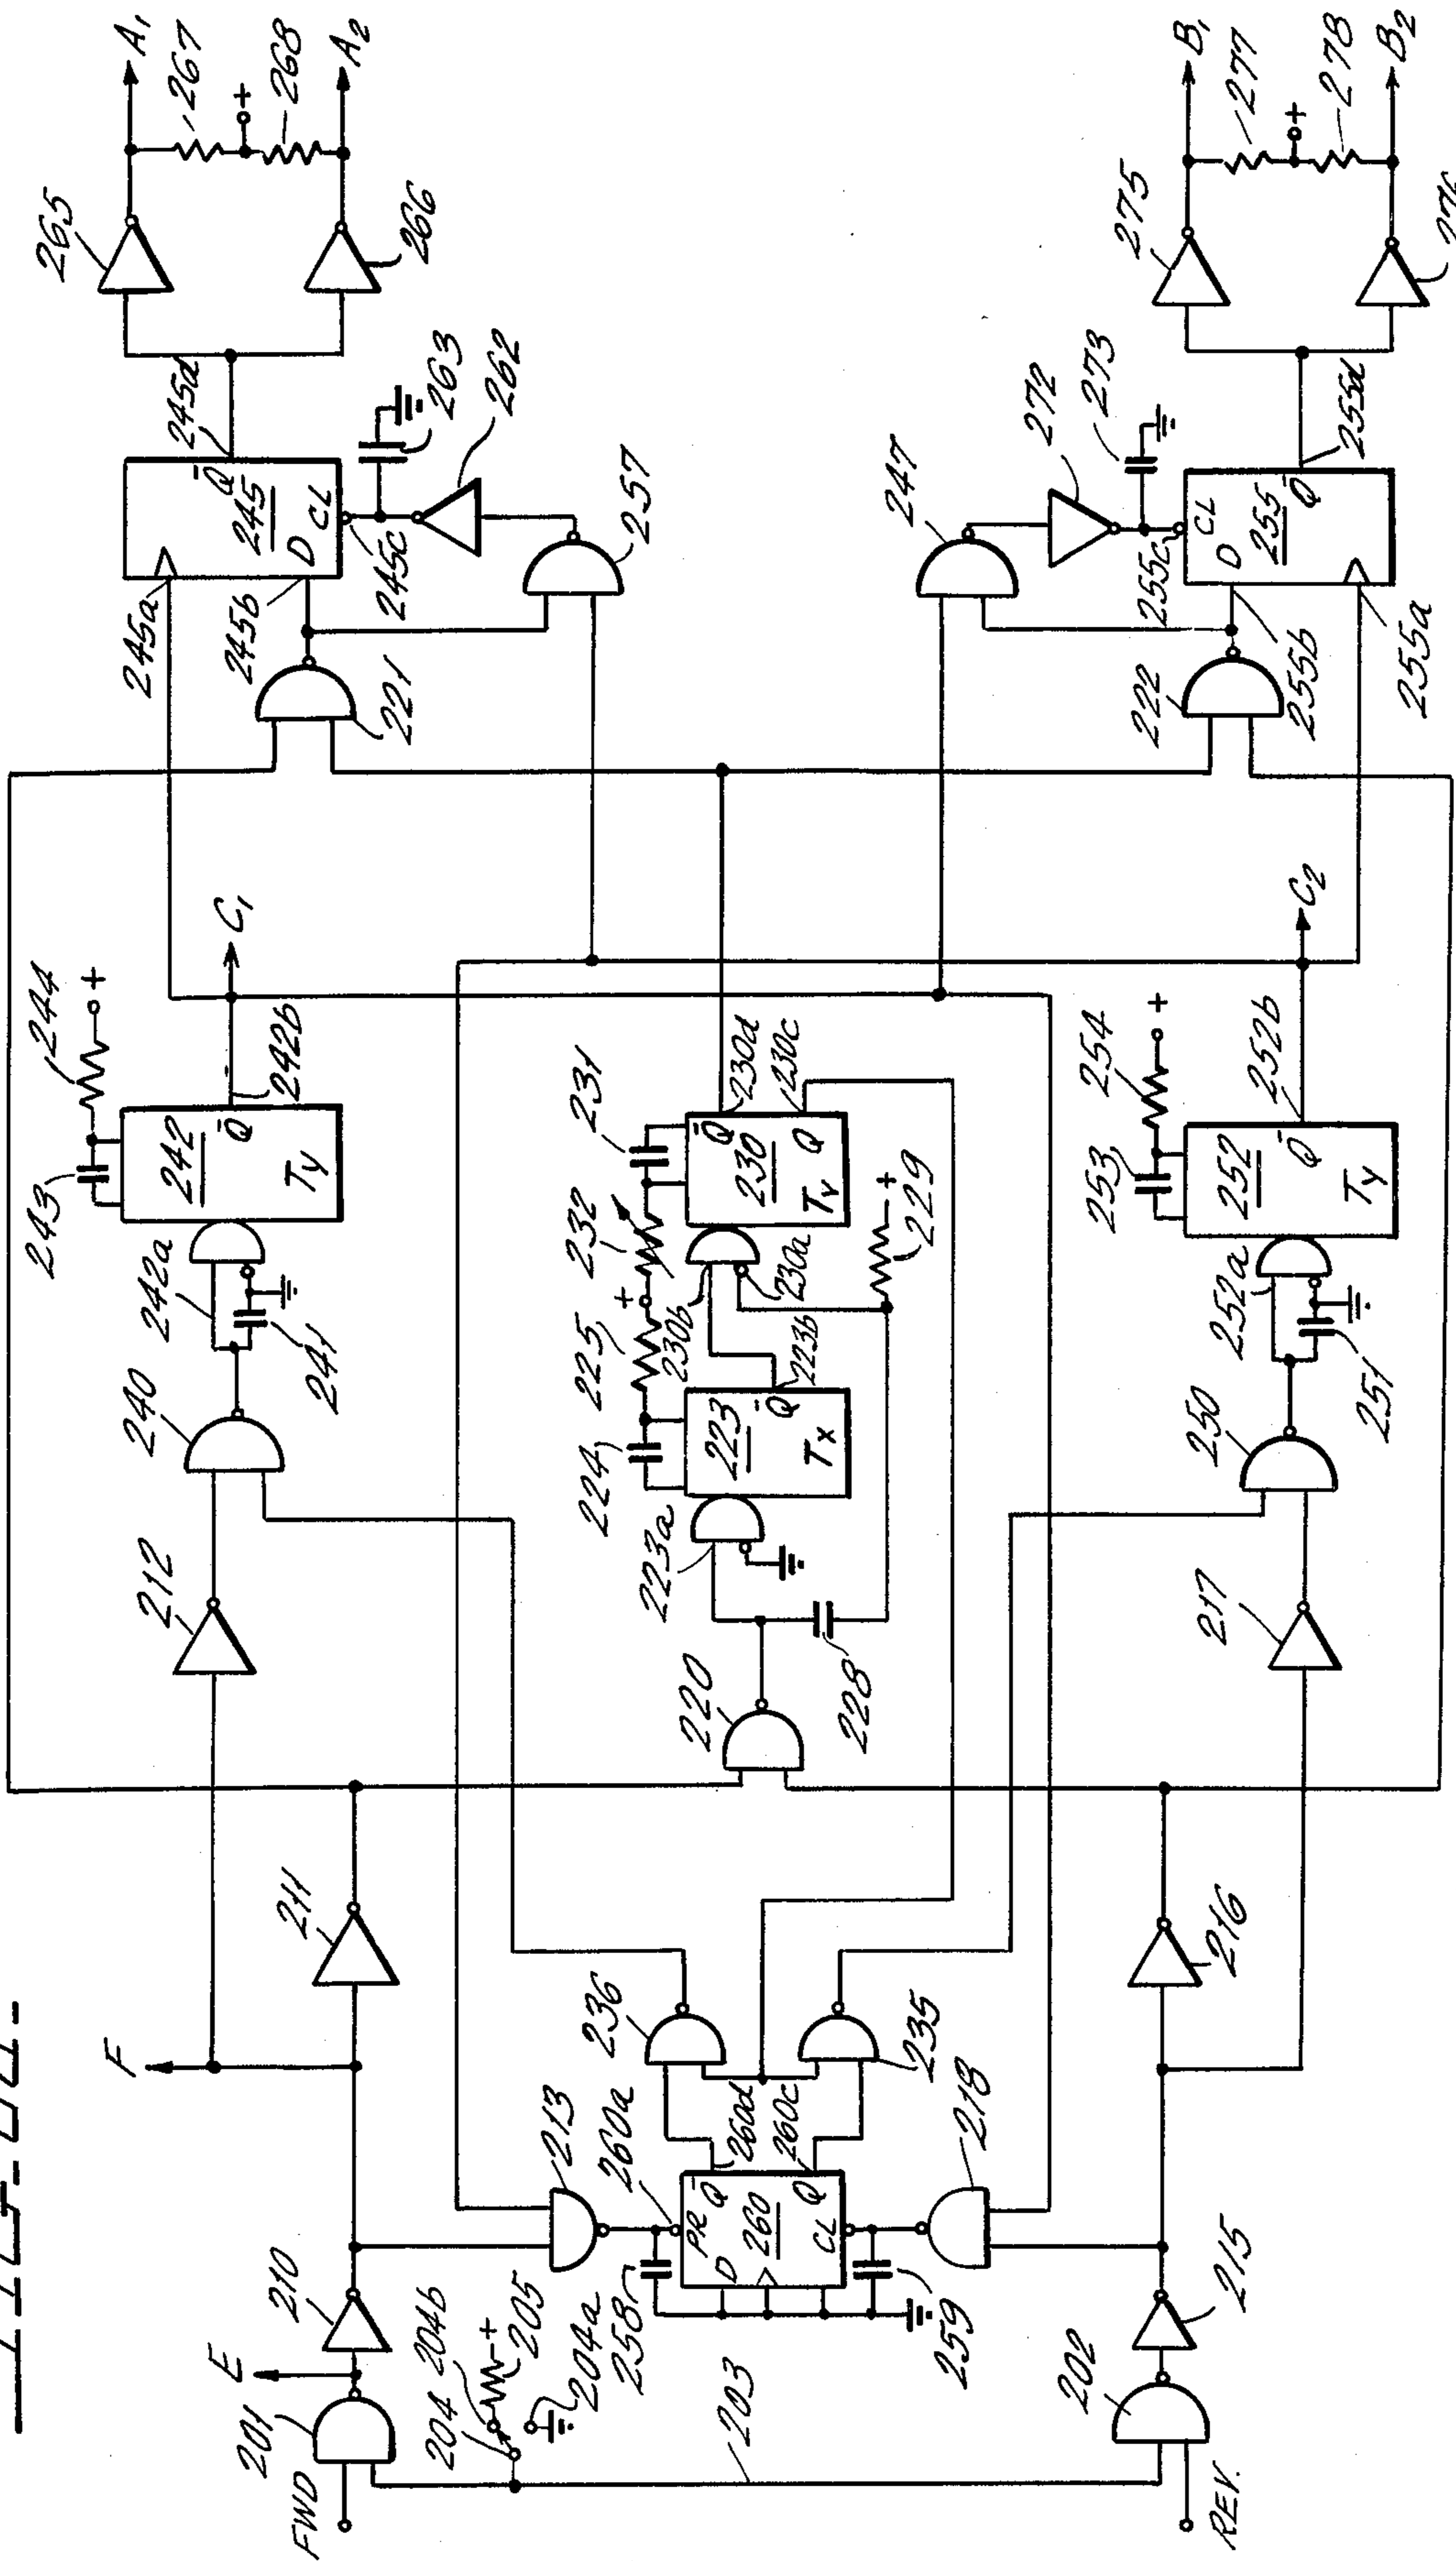 FWD
201
E
210
F
211
212
240
241
242a
243
244
+
242
Ty
Q̄
242b
C₁
245a
245b
221
245c
D
245
Q̄
CL
245d
263
262
257
265
266
A₁
267
+
268
A₂
204
204b
+
205
204a
203
258
213
260a
PR
D
260
Q̄
Q
CL
260d
260c
259
218
236
235
220
228
223a
224
225
+
232
231
223
Tx
Q̄
223b
230b
230a
230
Tv
Q̄
Q
230d
230c
+
229
REV.
202
215
216
217
250
251
252a
253
254
+
252
Ty
Q̄
252b
C₂
222
255b
255a
247
272
273
255c
CL
D
255
Q̄
255d
275
276
B₁
277
+
278
B₂